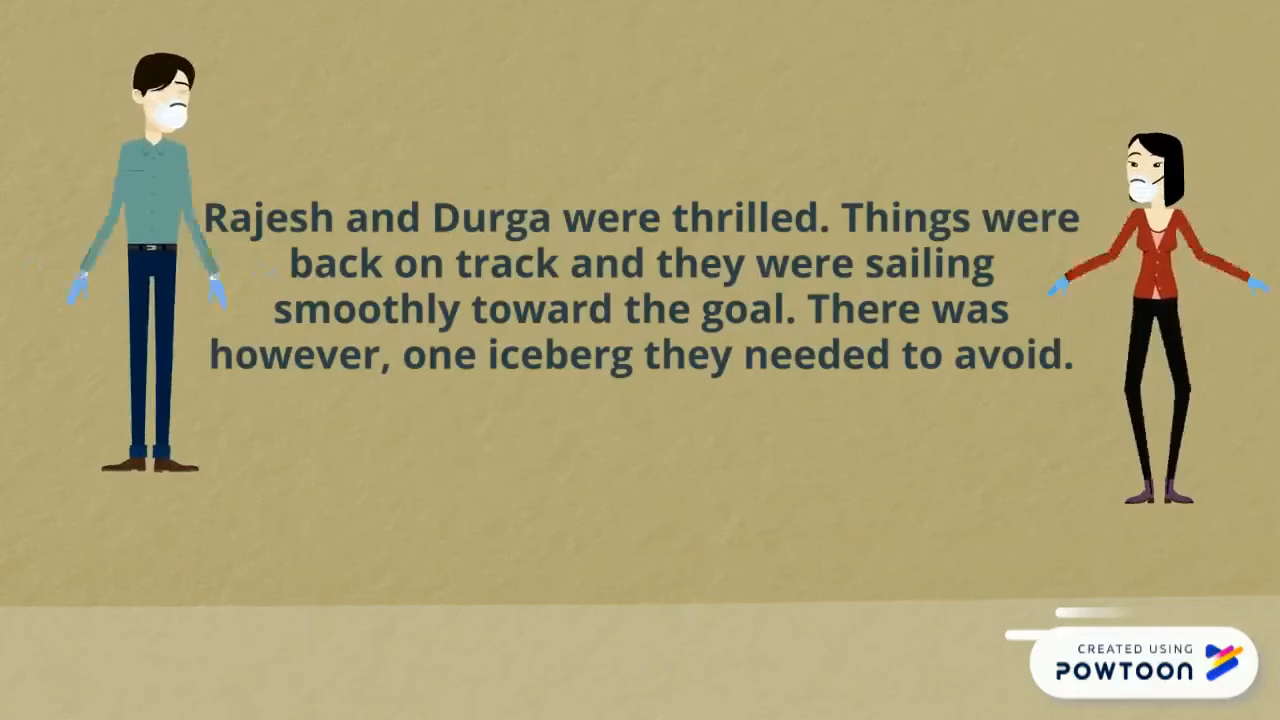 Rajesh and Durga were thrilled. Things were
back on track and they were sailing
smoothly toward the goal. There was
however, one iceberg they needed to avoid.
CREATED USING
POWTOON